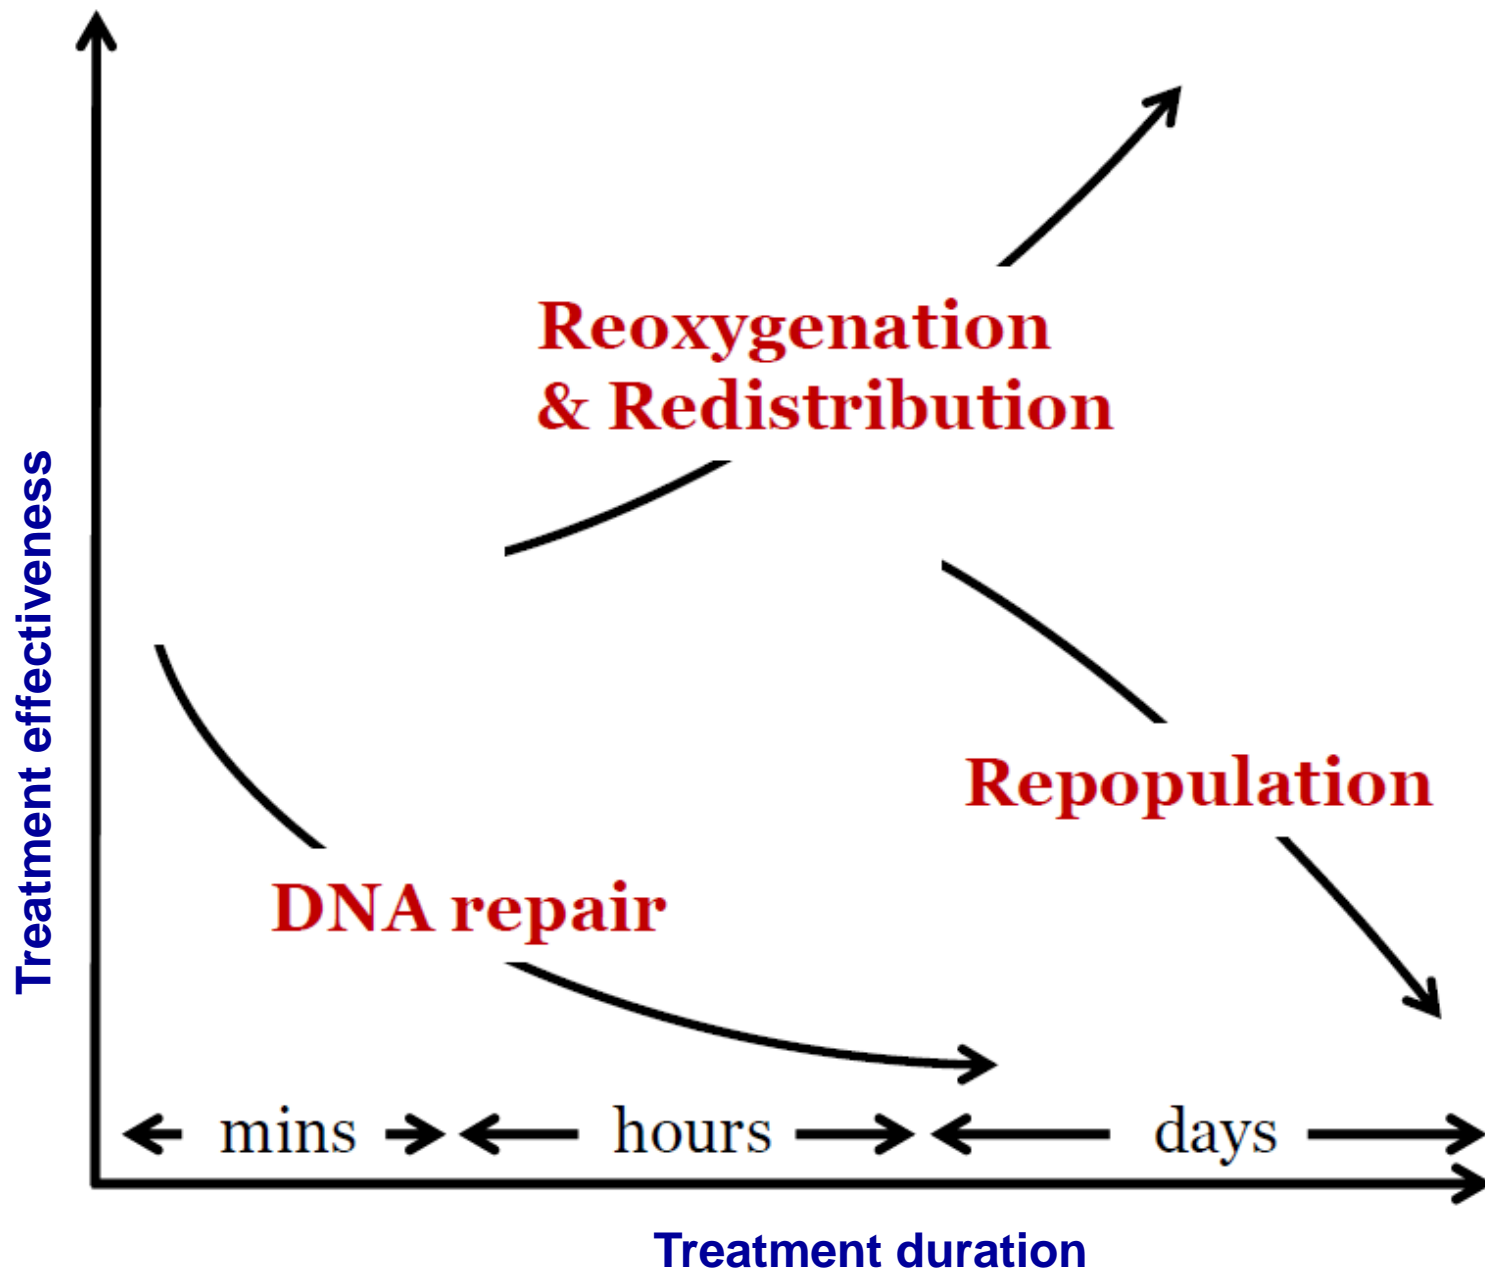 Reoxygenation
& Redistribution
Treatment effectiveness
Repopulation
DNA repair
mins hours days
Treatment duration